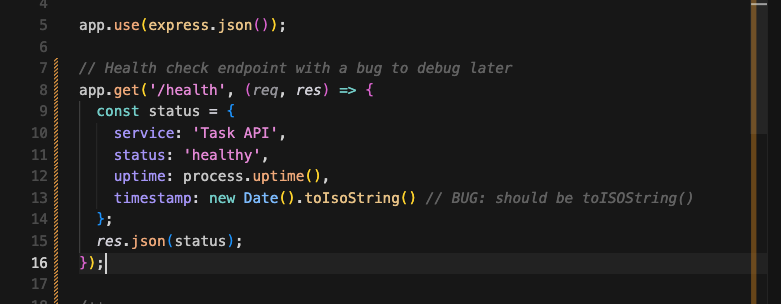 4
5 app.use(express.json());
6
7 // Health check endpoint with a bug to debug later
8 app.get('/health', (req, res) => {
9   const status = {
10     service: 'Task API',
11     status: 'healthy',
12     uptime: process.uptime(),
13     timestamp: new Date().toIsoString() // BUG: should be toISOString()
14   };
15   res.json(status);
16 });
17
18 /**